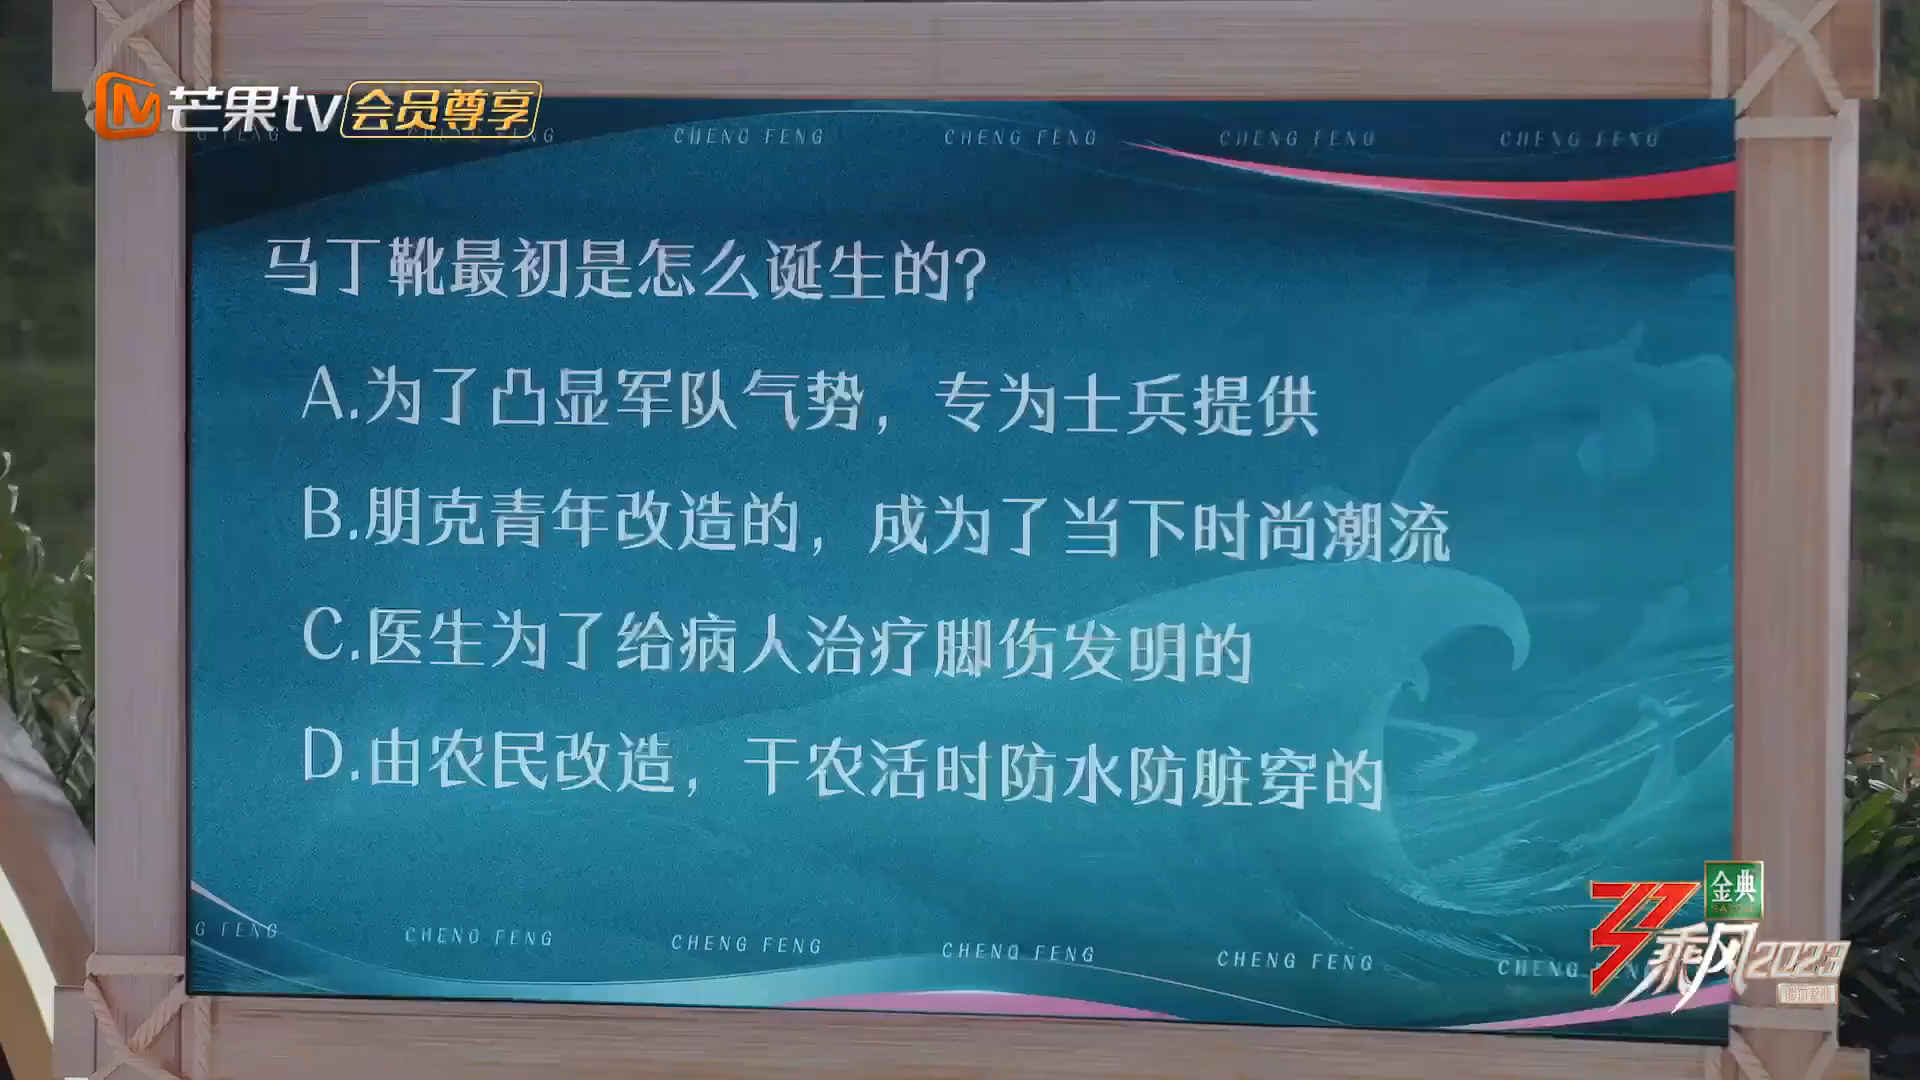 芒果tv 会员尊享
G FENG CHENG FENG CHENG FENG CHENG FENG CHENG FENG CHENG FENG
马丁靴最初是怎么诞生的?
A.为了凸显军队气势，专为士兵提供
B.朋克青年改造的，成为了当下时尚潮流
C.医生为了给病人治疗脚伤发明的
D.由农民改造，干农活时防水防脏穿的
金典
乘风2023
G FENG CHENG FENG CHENG FENG CHENG FENG CHENG FENG CHENG